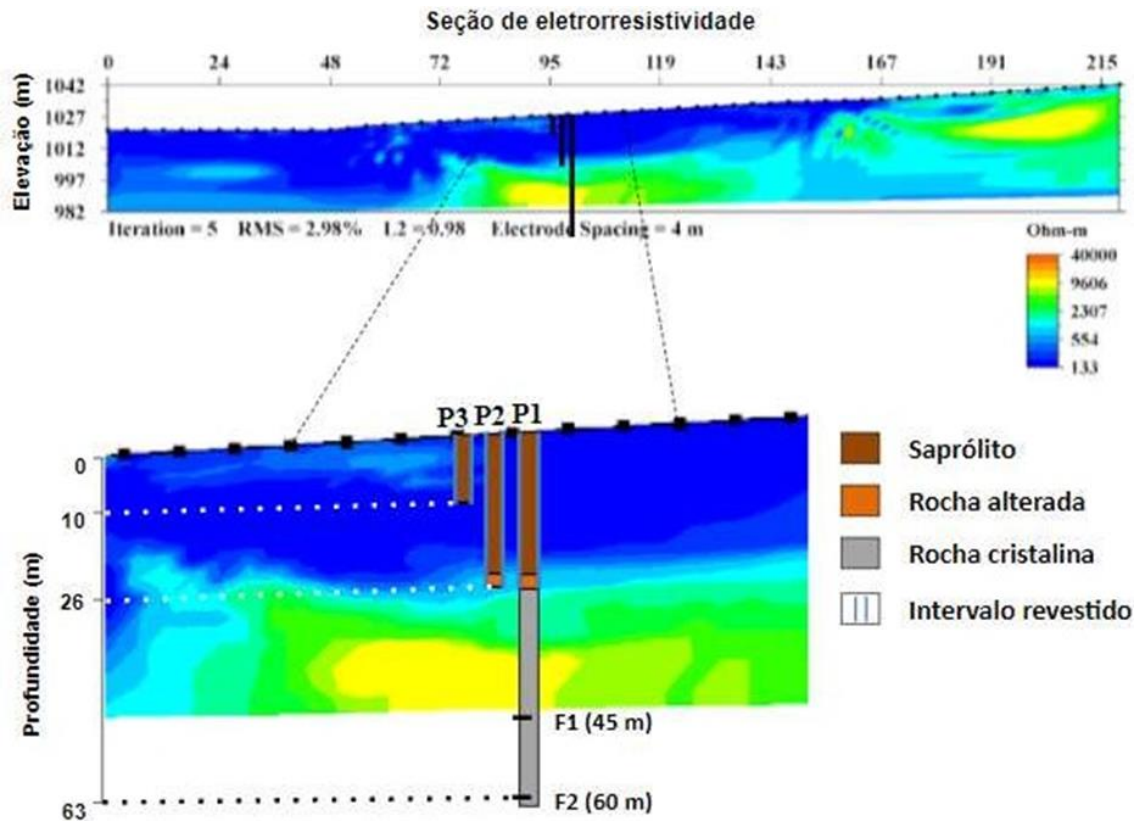 Seção de eletrorresistividade
0 24 48 72 95 119 143 167 191 215
Elevação (m)
1042
1027
1012
997
982
Iteration = 5 RMS = 2.98% L2 = 0.98 Electrode Spacing = 4 m
Ohm-m
40000
9606
2307
554
133
P3 P2 P1
Profundidade (m)
0
10
26
63
F1 (45 m)
F2 (60 m)
Saprólito
Rocha alterada
Rocha cristalina
Intervalo revestido